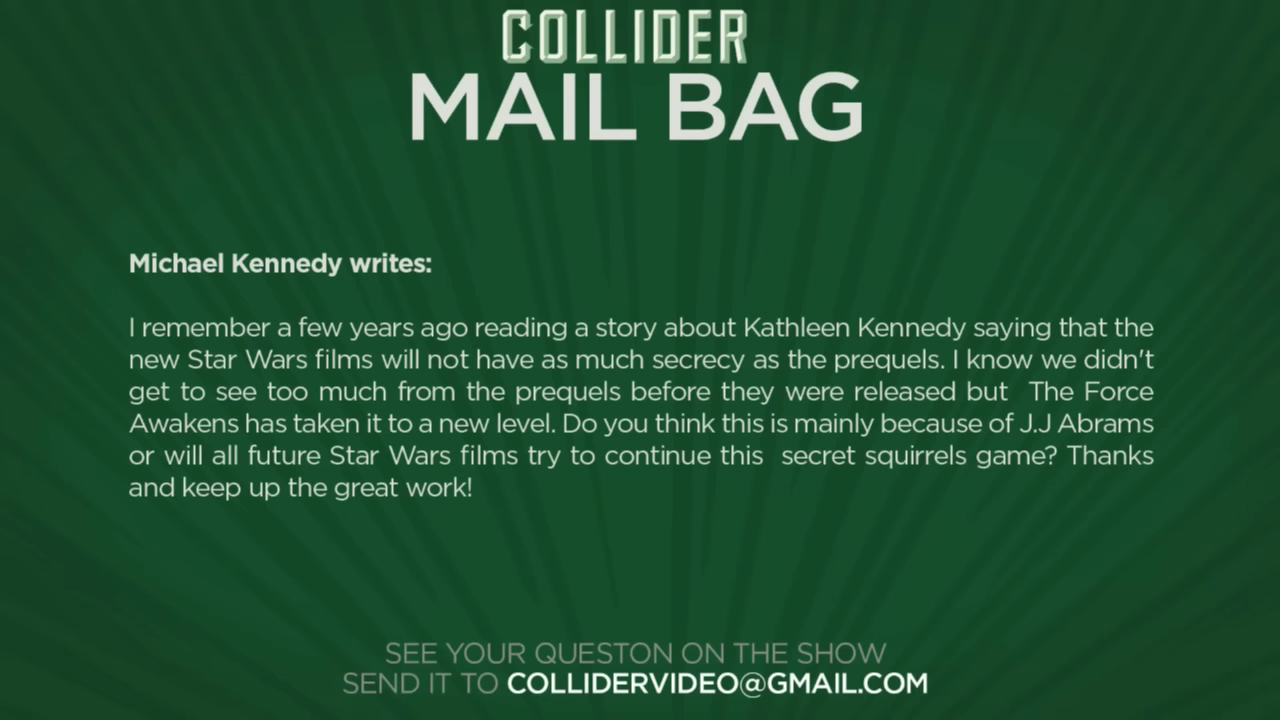 COLLIDER
MAIL BAG
Michael Kennedy writes:
I remember a few years ago reading a story about Kathleen Kennedy saying that the
new Star Wars films will not have as much secrecy as the prequels. I know we didn't
get to see too much from the prequels before they were released but  The Force
Awakens has taken it to a new level. Do you think this is mainly because of J.J Abrams
or will all future Star Wars films try to continue this  secret squirrels game? Thanks
and keep up the great work!
SEE YOUR QUESTON ON THE SHOW
SEND IT TO COLLIDERVIDEO@GMAIL.COM